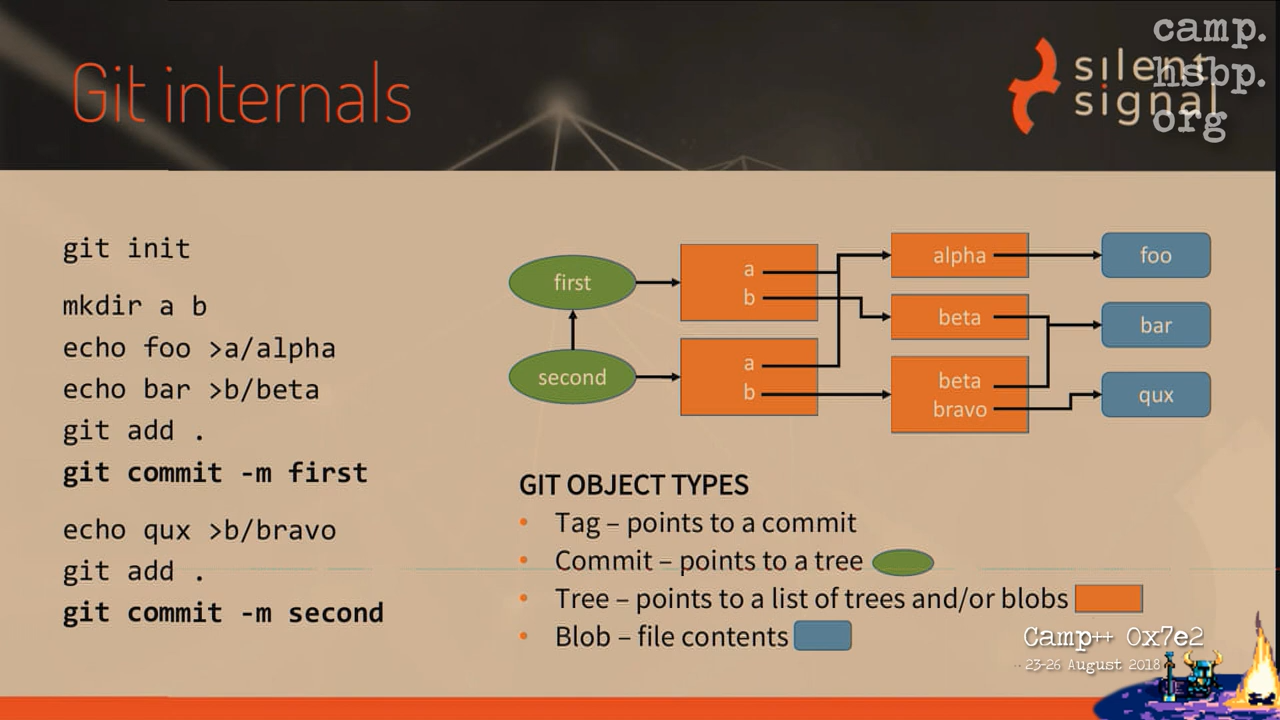 Git internals
silent
signal
camp.
hsbp.
org
git init
mkdir a b
echo foo >a/alpha
echo bar >b/beta
git add .
git commit -m first
echo qux >b/bravo
git add .
git commit -m second
first
second
a
b
a
b
alpha
beta
beta
bravo
foo
bar
qux
GIT OBJECT TYPES
• Tag – points to a commit
• Commit – points to a tree
• Tree – points to a list of trees and/or blobs
• Blob – file contents
Camp++ 0x7e2
23-26 August 2018